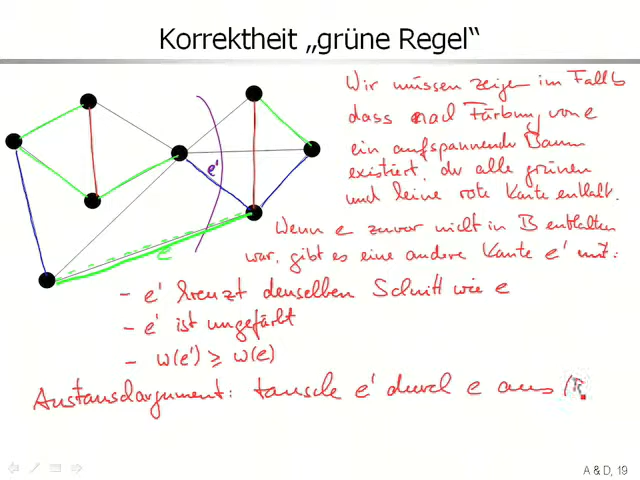 Korrektheit „grüne Regel“
Wir müssen zeigen im Fall b
dass nach Färbung von e
ein aufspannender Baum
existiert, der alle grünen
und keine rote Kante enthält.
e'
Wenn e zuvor nicht in B enthalten
war, gibt es eine andere Kante e' mit:
e
- e' kreuzt denselben Schnitt wie e
- e' ist ungefärbt
- w(e') ≥ w(e)
Austauschargument: tausche e' durch e aus
A & D, 19